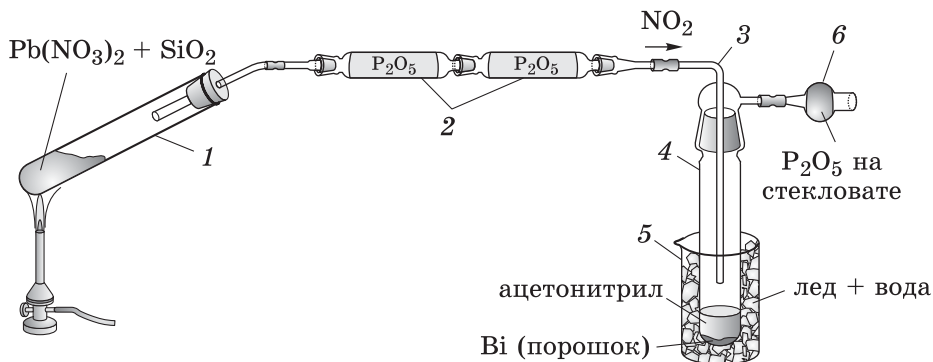 Pb(NO₃)₂ + SiO₂
1
P₂O₅
P₂O₅
2
NO₂
3
6
4
P₂O₅ на
стекловате
5
ацетонитрил
лед + вода
Bi (порошок)